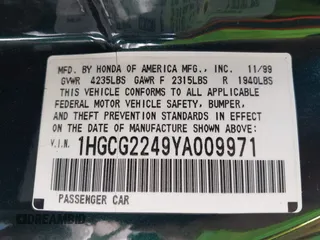 MFD. BY HONDA OF AMERICA MFG., INC. 11/99
GVWR 4235LBS GAWR F 2315LBS R 1940LBS
THIS VEHICLE CONFORMS TO ALL APPLICABLE
FEDERAL MOTOR VEHICLE SAFETY, BUMPER,
AND THEFT PREVENTION STANDARDS IN EFFECT
ON THE DATE OF MANUFACTURE SHOWN ABOVE.
V.I.N. 1HGCG2249YA009971
PASSENGER CAR
DREAMBID